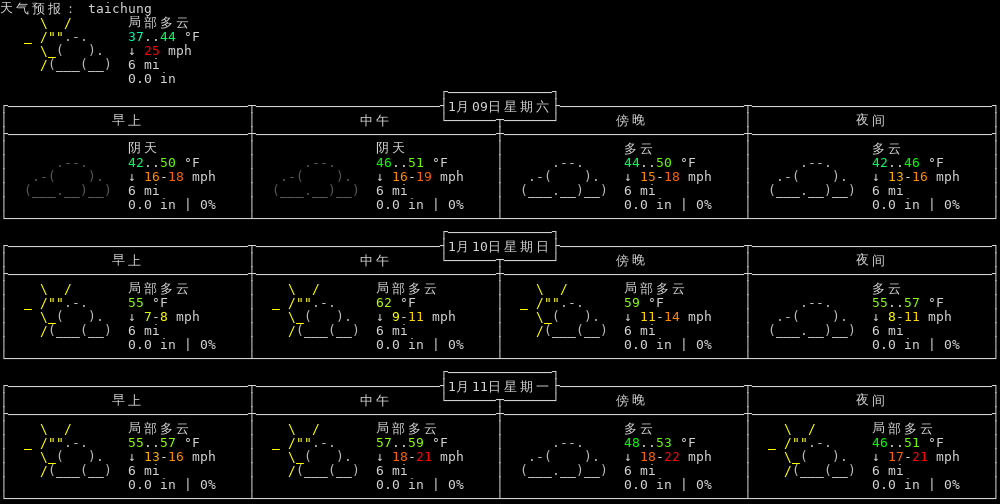 天气预报： taichung
局部多云
37..44 °F
↓ 25 mph
6 mi
0.0 in
1月09日星期六
早上 中午 傍晚 夜间
阴天 阴天 多云 多云
42..50 °F 46..51 °F 44..50 °F 42..46 °F
↓ 16-18 mph ↓ 16-19 mph ↓ 15-18 mph ↓ 13-16 mph
6 mi 6 mi 6 mi 6 mi
0.0 in | 0% 0.0 in | 0% 0.0 in | 0% 0.0 in | 0%
1月10日星期日
早上 中午 傍晚 夜间
局部多云 局部多云 局部多云 多云
55 °F 62 °F 59 °F 55..57 °F
↓ 7-8 mph ↓ 9-11 mph ↓ 11-14 mph ↓ 8-11 mph
6 mi 6 mi 6 mi 6 mi
0.0 in | 0% 0.0 in | 0% 0.0 in | 0% 0.0 in | 0%
1月11日星期一
早上 中午 傍晚 夜间
局部多云 局部多云 多云 局部多云
55..57 °F 57..59 °F 48..53 °F 46..51 °F
↓ 13-16 mph ↓ 18-21 mph ↓ 18-22 mph ↓ 17-21 mph
6 mi 6 mi 6 mi 6 mi
0.0 in | 0% 0.0 in | 0% 0.0 in | 0% 0.0 in | 0%